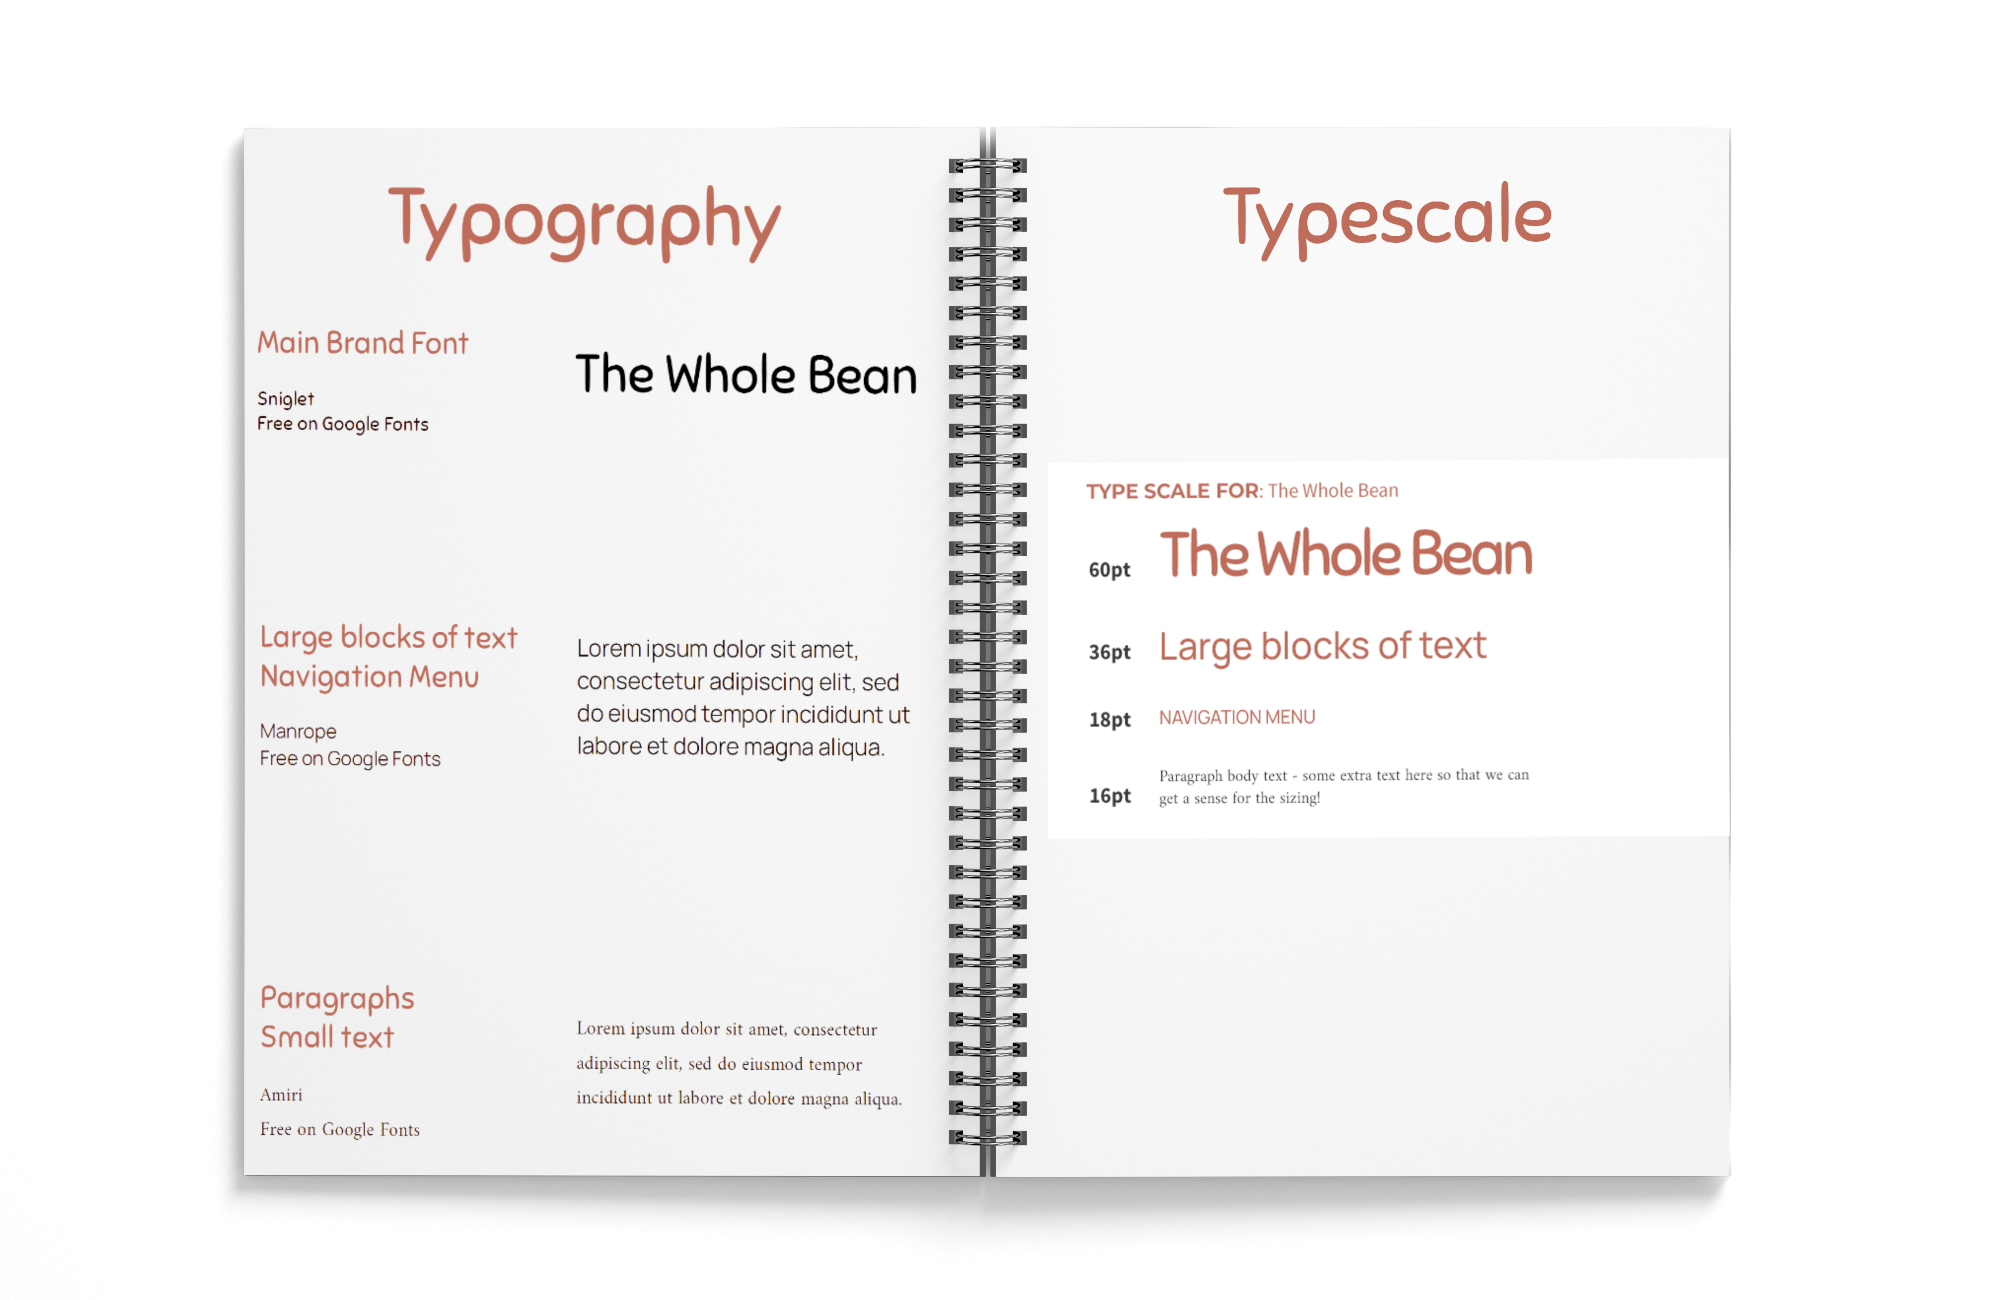 Typography
Main Brand Font
Sniglet
Free on Google Fonts
The Whole Bean
Large blocks of text
Navigation Menu
Manrope
Free on Google Fonts
Lorem ipsum dolor sit amet,
consectetur adipiscing elit, sed
do eiusmod tempor incididunt ut
labore et dolore magna aliqua.
Paragraphs
Small text
Amiri
Free on Google Fonts
Lorem ipsum dolor sit amet, consectetur
adipiscing elit, sed do eiusmod tempor
incididunt ut labore et dolore magna aliqua.
Typescale
TYPE SCALE FOR: The Whole Bean
60pt The Whole Bean
36pt Large blocks of text
18pt NAVIGATION MENU
16pt Paragraph body text - some extra text here so that we can
get a sense for the sizing!